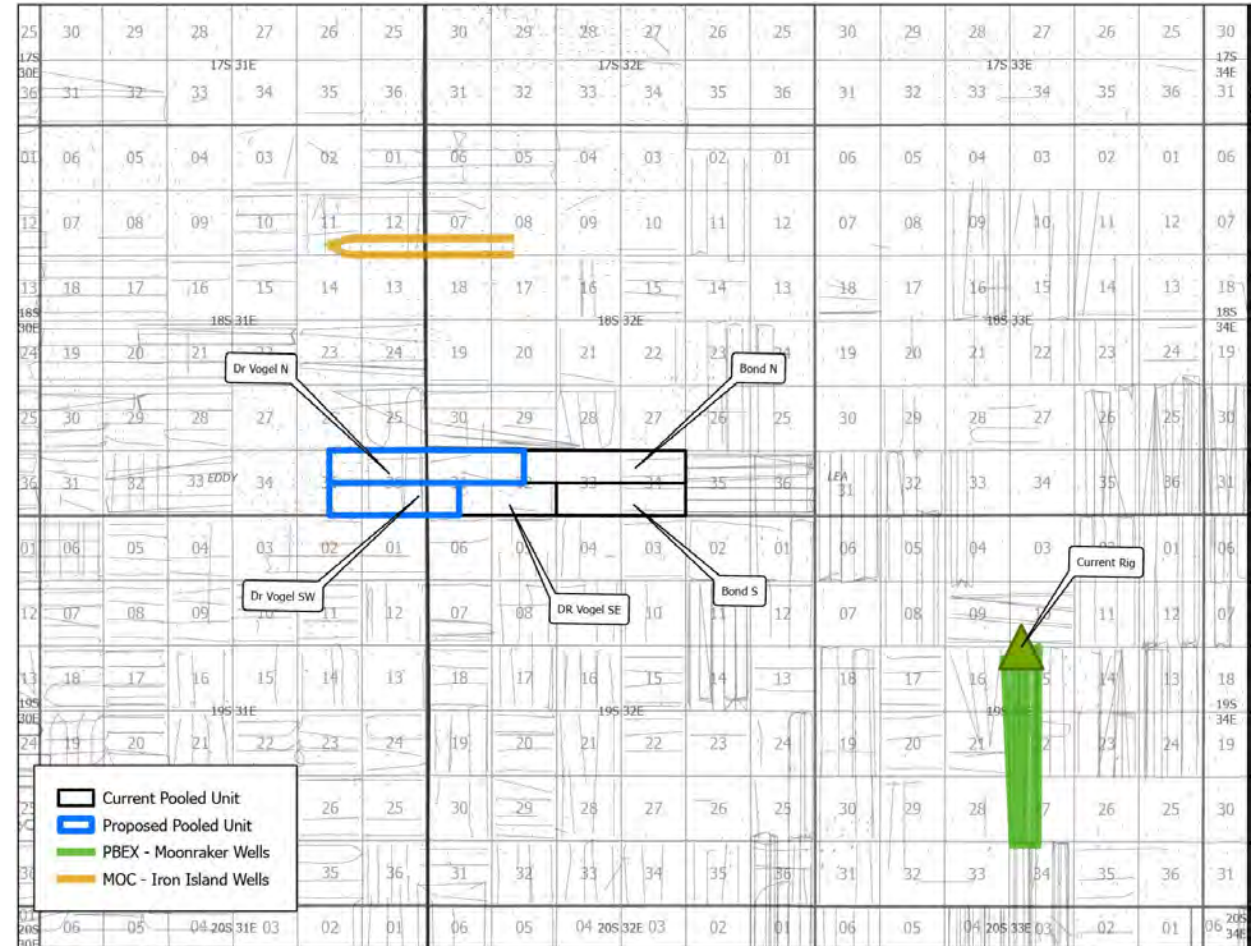 25 30 29 28 27 26 25 30 29 28 27 26 25 30 29 28 27 26 25 30
17S 17S 31E 17S 32E 17S 33E 17S
30E 34E
36 31 32 33 34 35 36 31 32 33 34 35 36 31 32 33 34 35 36 31
01 06 05 04 03 02 01 06 05 04 03 02 01 06 05 04 03 02 01 06
12 07 08 09 10 11 12 07 08 09 10 11 12 07 08 09 10 11 12 07
13 18 17 16 15 14 13 18 17 16 15 14 13 18 17 16 15 14 13 18
18S 18S 31E 18S 32E 18S 33E 18S
30E 34E
24 19 20 21 22 23 24 19 20 21 22 23 24 19 20 21 22 23 24 19
Dr Vogel N
Bond N
25 30 29 28 27 25 30 29 28 27 26 25 30 29 28 27 26 25 30
36 31 32 33 EDDY 34 33 34 35 36 LEA 31 32 33 34 35 36 31
01 06 05 04 03 02 01 06 04 03 02 01 06 05 04 03 01 06
Current Rig
Dr Vogel SW
DR Vogel SE
Bond S
12 07 08 09 10 11 12 07 08 10 11 12 07 08 09 11 12 07
13 18 17 16 15 14 13 18 17 16 15 14 13 18 17 16 15 14 13 18
19S 19S 31E 19S 32E 19S
30E 34E
24 19 20 21 22 23 24 19 20 21 22 23 24 19 20 21 23 24 19
Current Pooled Unit
Proposed Pooled Unit
PBEX - Moonraker Wells
MOC - Iron Island Wells
26 25 30 29 28 27 26 25 30 29 28 26 25 30
35 36 31 32 33 34 35 36 31 32 33 34 35 36 31
06 05 04 20S 31E 03 02 01 06 05 04 20S 32E 03 02 01 06 05 04 20S 33E 03 02 01 06 20S
34E